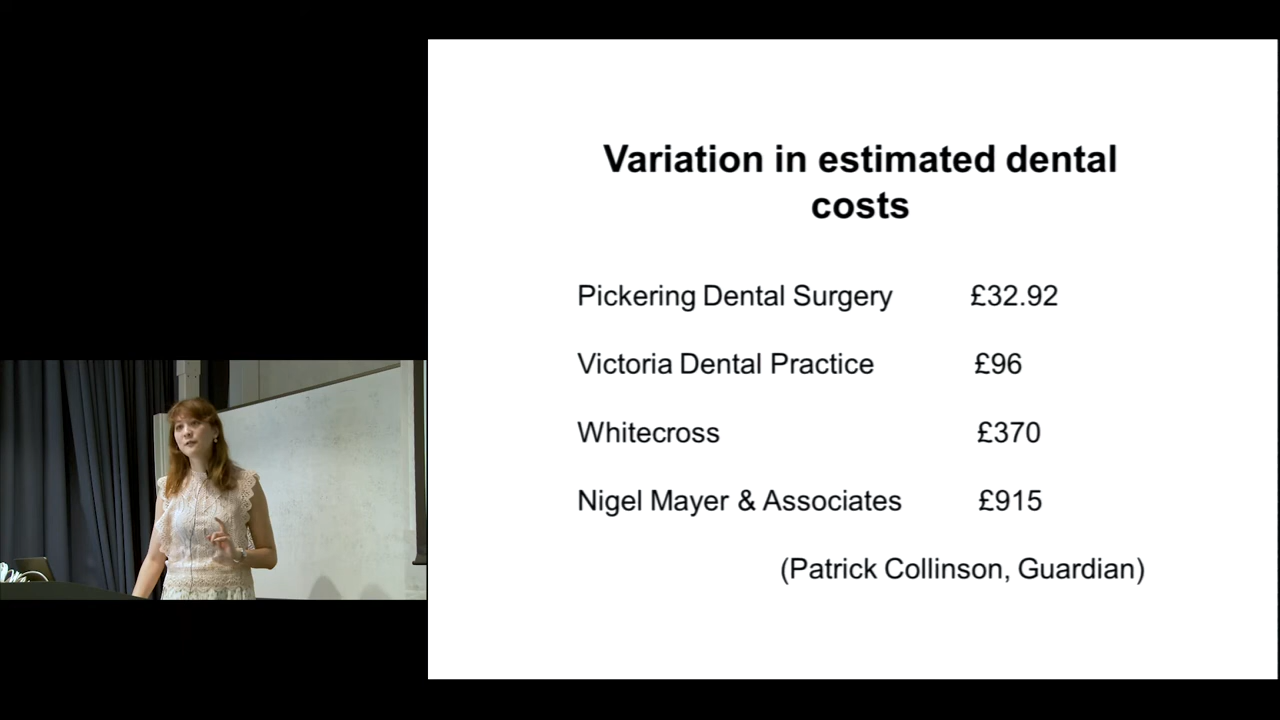 Variation in estimated dental
costs
Pickering Dental Surgery £32.92
Victoria Dental Practice £96
Whitecross £370
Nigel Mayer & Associates £915
(Patrick Collinson, Guardian)